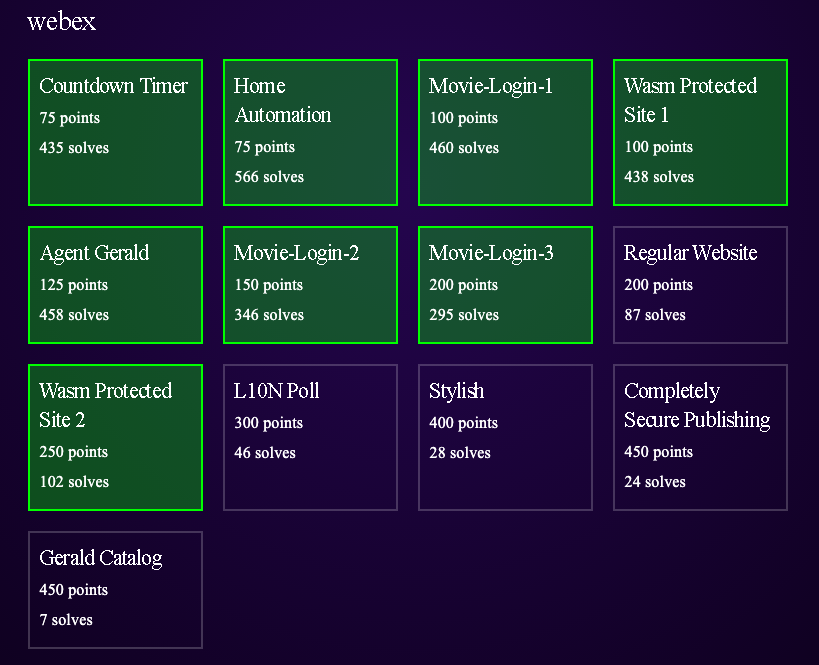 webex
Countdown Timer
75 points
435 solves
Home
Automation
75 points
566 solves
Movie-Login-1
100 points
460 solves
Wasm Protected
Site 1
100 points
438 solves
Agent Gerald
125 points
458 solves
Movie-Login-2
150 points
346 solves
Movie-Login-3
200 points
295 solves
Regular Website
200 points
87 solves
Wasm Protected
Site 2
250 points
102 solves
L10N Poll
300 points
46 solves
Stylish
400 points
28 solves
Completely
Secure Publishing
450 points
24 solves
Gerald Catalog
450 points
7 solves